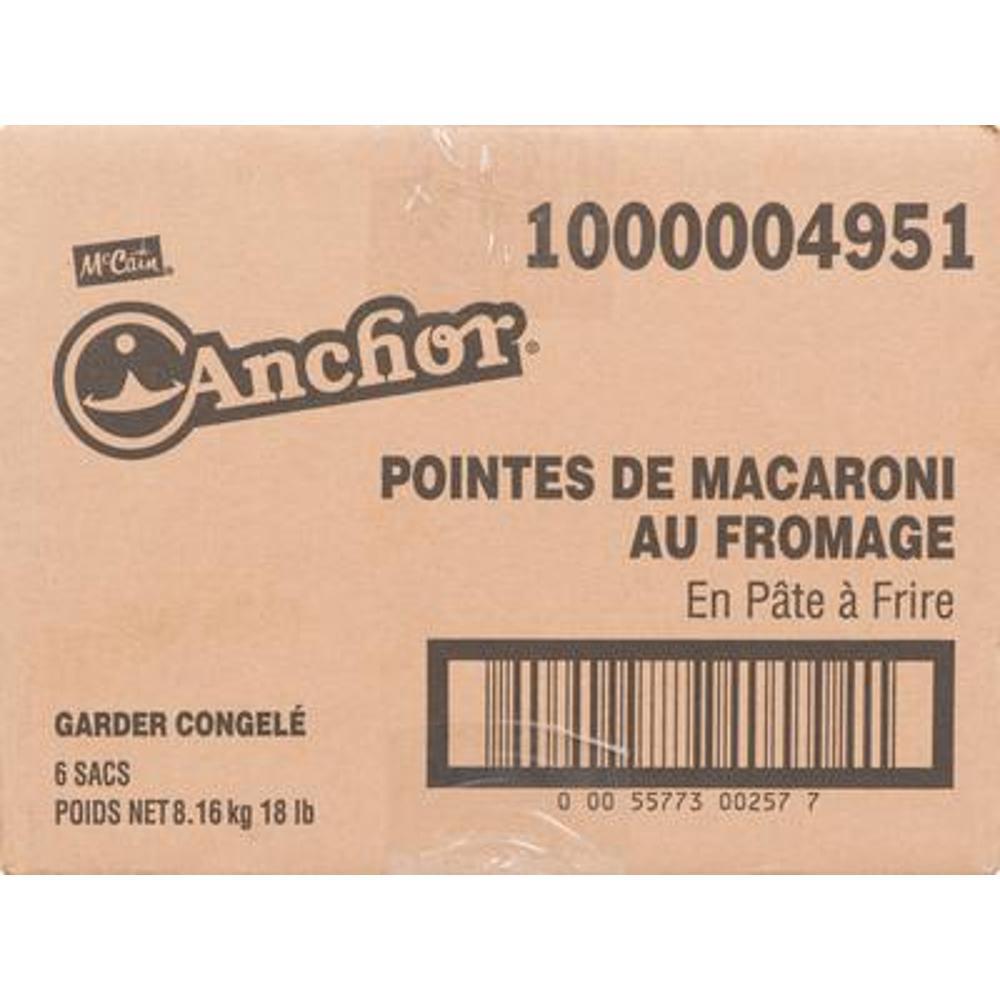 McCain
1000004951
Anchor®
POINTES DE MACARONI
AU FROMAGE
En Pâte à Frire
GARDER CONGELÉ
6 SACS
POIDS NET 8.16 kg 18 lb
0 00 55773 00257 7